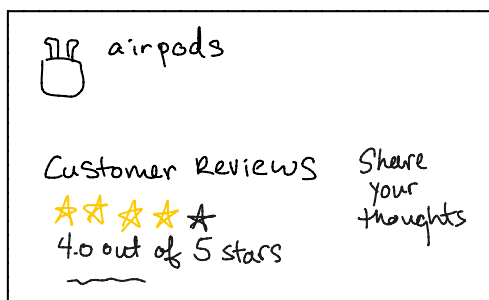 airpods
Customer Reviews
4.0 out of 5 stars
Share
your
thoughts